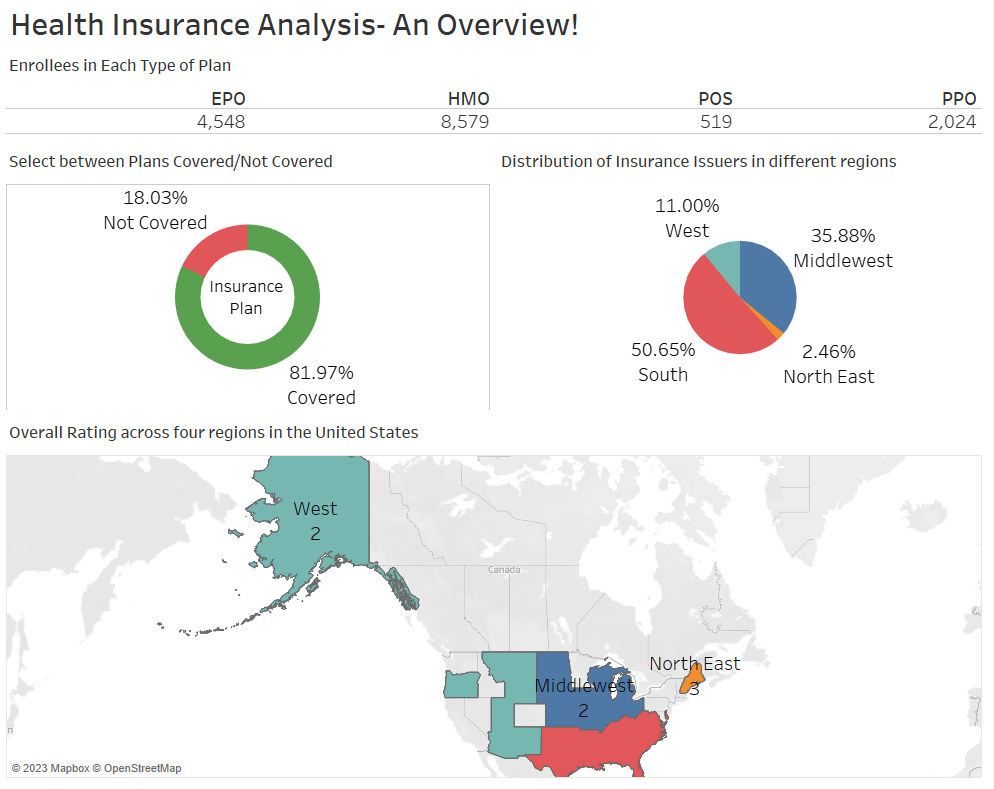 Health Insurance Analysis- An Overview!
Enrollees in Each Type of Plan
EPO HMO POS PPO
4,548 8,579 519 2,024
Select between Plans Covered/Not Covered
18.03%
Not Covered
Insurance
Plan
81.97%
Covered
Distribution of Insurance Issuers in different regions
11.00%
West
35.88%
Middlewest
50.65%
South
2.46%
North East
Overall Rating across four regions in the United States
West
2
Canada
North East
3
Middlewest
2
© 2023 Mapbox © OpenStreetMap